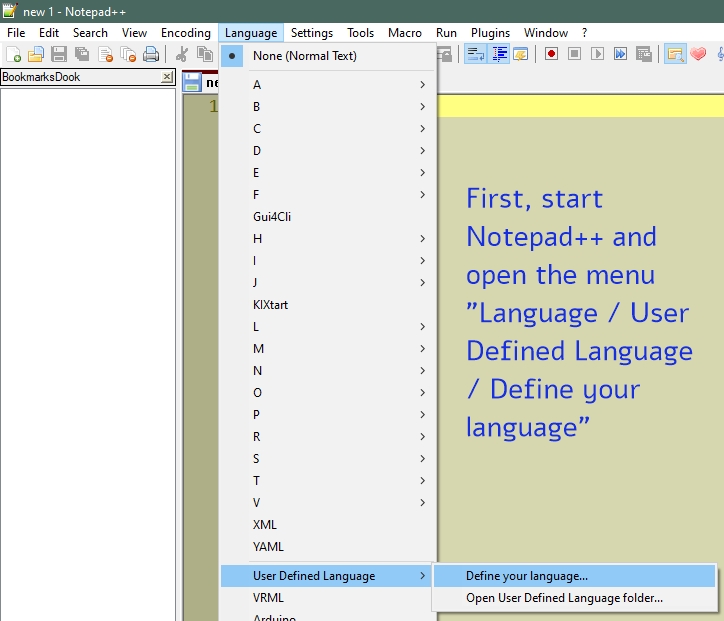 new 1 - Notepad++
File Edit Search View Encoding Language Settings Tools Macro Run Plugins Window ?
BookmarksDook
None (Normal Text)
1
A
B
C
D
E
F
Gui4Cli
H
I
J
KIXtart
L
M
N
O
P
R
S
T
V
XML
YAML
User Defined Language
VRML
Arduino
Define your language...
Open User Defined Language folder...
First, start
Notepad++ and
open the menu
"Language / User
Defined Language
/ Define your
language"